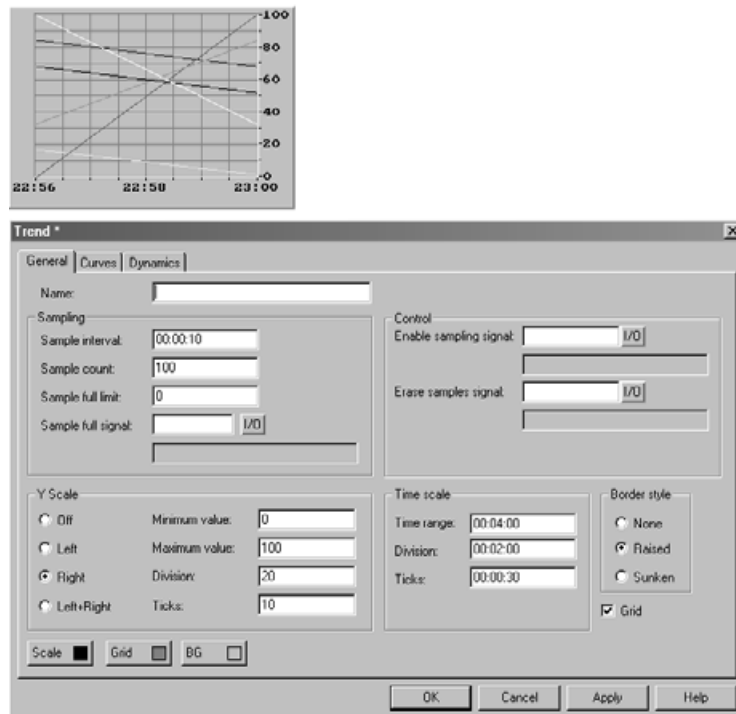 100
80
60
40
20
0
22:56 22:58 23:00
Trend *
General Curves Dynamics
Name:
Sampling
Sample interval: 00:00:10
Sample count: 100
Sample full limit: 0
Sample full signal: I/O
Control
Enable sampling signal: I/O
Erase samples signal: I/O
Y Scale
Off Minimum value: 0
Left Maximum value: 100
Right Division: 20
Left+Right Ticks: 10
Time scale
Time range: 00:04:00
Division: 00:02:00
Ticks: 00:00:30
Border style
None
Raised
Sunken
Grid
Scale Grid BG
OK Cancel Apply Help